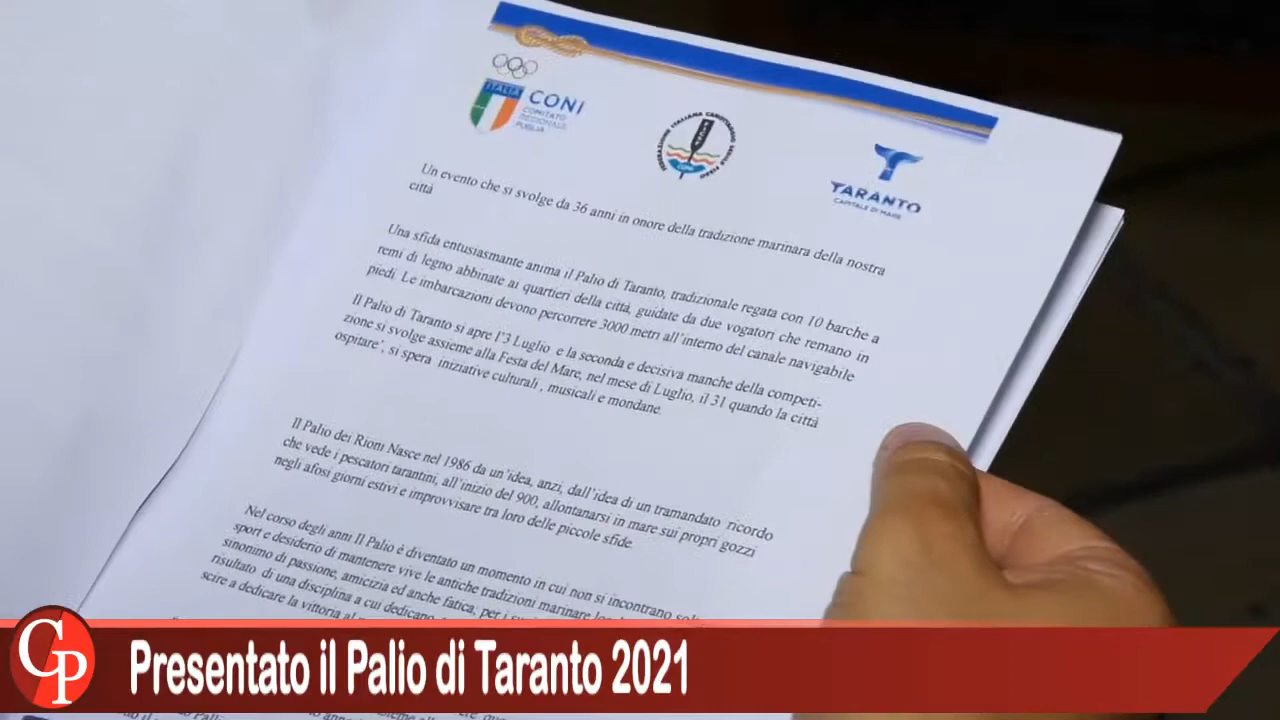 ITALIA
CONI
COMITATO
REGIONALE
PUGLIA
FEDERAZIONE ITALIANA CANOTTAGGIO SEDILE FISSO
TARANTO
CAPITALE DI MARE
Un evento che si svolge da 36 anni in onore della tradizione marinara della nostra
città
Una sfida entusiasmante anima il Palio di Taranto, tradizionale regata con 10 barche a
remi di legno abbinate ai quartieri della città, guidate da due vogatori che remano in
piedi. Le imbarcazioni devono percorrere 3000 metri all'interno del canale navigabile
Il Palio di Taranto si apre l'3 Luglio e la seconda e decisiva manche della competi-
zione si svolge assieme alla Festa del Mare, nel mese di Luglio, il 31 quando la città
ospitare', si spera iniziative culturali , musicali e mondane.
Il Palio dei Rioni Nasce nel 1986 da un'idea, anzi, dall'idea di un tramandato ricordo
che vede i pescatori tarantini, all'inizio del 900, allontanarsi in mare sui propri gozzi
negli afosi giorni estivi e improvvisare tra loro delle piccole sfide.
Nel corso degli anni Il Palio è diventato un momento in cui non si incontrano
sport e desiderio di mantenere vive le antiche tradizioni marinare
sinonimo di passione, amicizia ed anche fatica, per i
risultato di una disciplina a cui dedicano
scire a dedicare la vittoria al
CP
Presentato il Palio di Taranto 2021